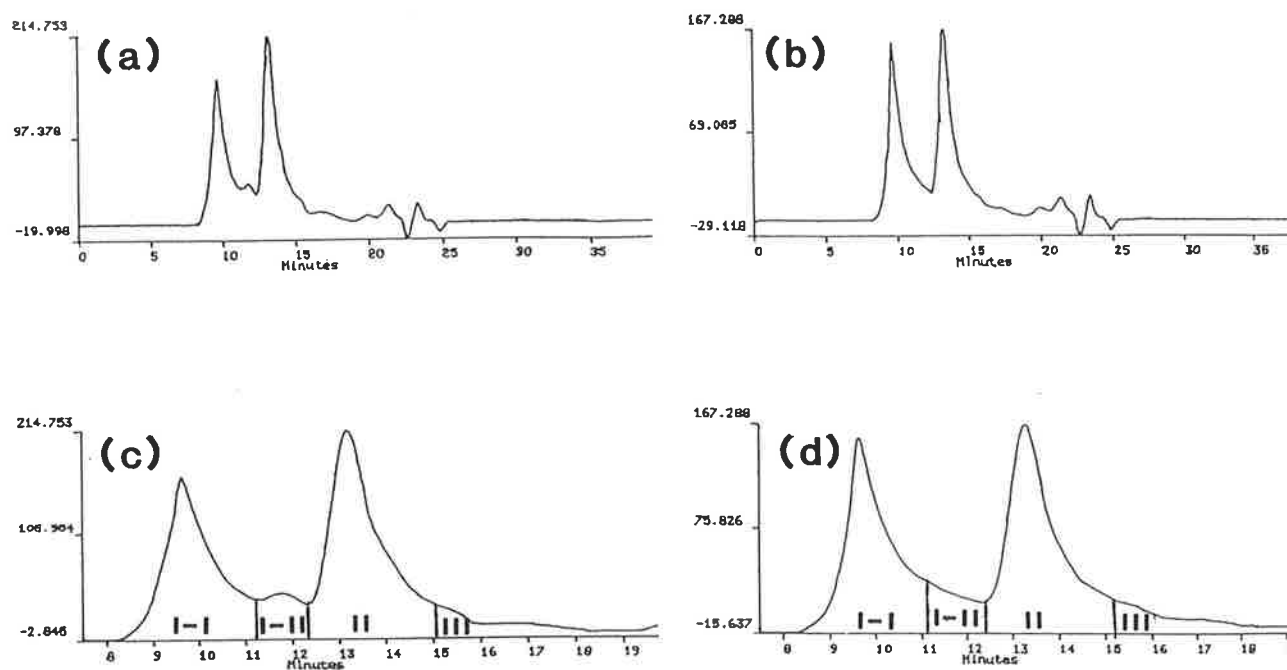 214.753
(a)
97.378
-19.998
0 5 10 15 20 25 30 35
Minutes
167.288
(b)
69.085
-29.118
0 5 10 15 20 25 30 35
Minutes
214.753
(c)
106.954
-2.846
I-I I-II II III
8 9 10 11 12 13 14 15 16 17 18 19
Minutes
167.288
(d)
75.826
-15.637
I-I I-II II III
8 9 10 11 12 13 14 15 16 17 18
Minutes